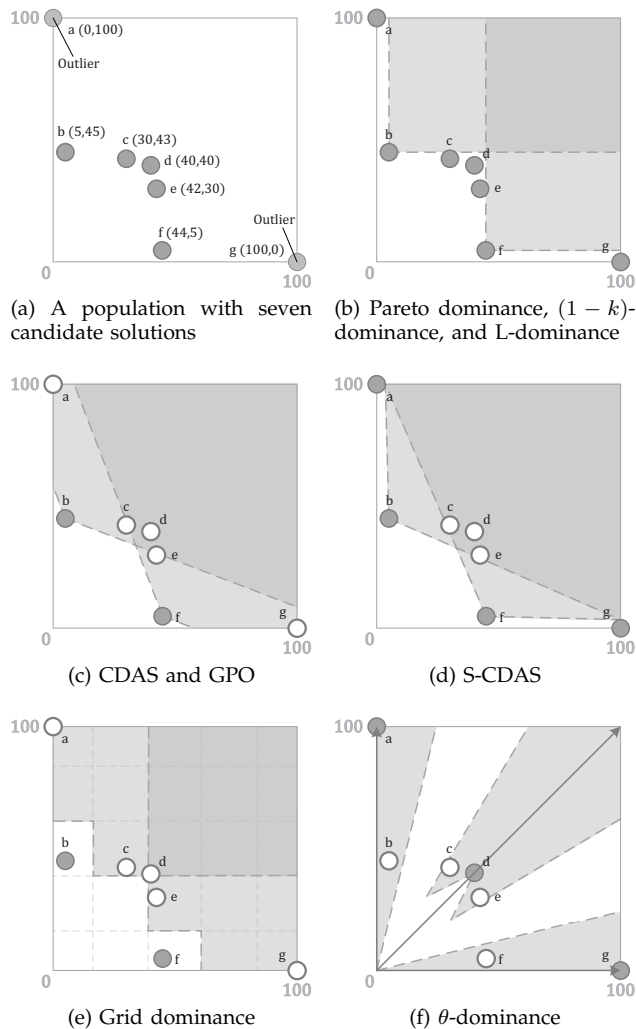 100
a (0,100)
Outlier
b (5,45)
c (30,43)
d (40,40)
e (42,30)
f (44,5)
Outlier
g (100,0)
0
100
(a) A population with seven
candidate solutions
100
a
b
c
d
e
f
g
0
100
(b) Pareto dominance, (1 − k)-
dominance, and L-dominance
100
a
b
c
d
e
f
g
0
100
(c) CDAS and GPO
100
a
b
c
d
e
f
g
0
100
(d) S-CDAS
100
a
b
c
d
e
f
g
0
100
(e) Grid dominance
100
a
b
c
d
e
f
g
0
100
(f) θ-dominance